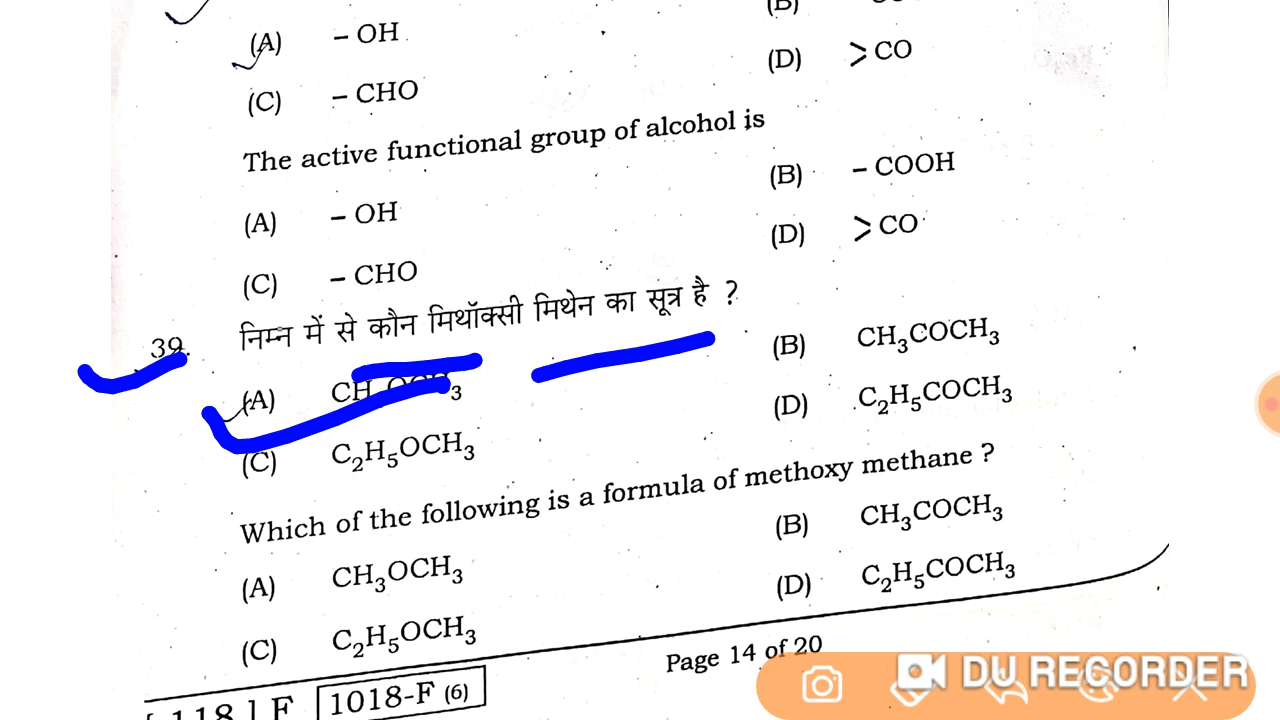 (A) – OH (B)
(C) – CHO (D) >CO
The active functional group of alcohol is
(A) – OH (B) – COOH
(C) – CHO (D) >CO
39. निम्न में से कौन मिथॉक्सी मिथेन का सूत्र है ?
(A) CH₃OCH₃ (B) CH₃COCH₃
(C) C₂H₅OCH₃ (D) C₂H₅COCH₃
Which of the following is a formula of methoxy methane ?
(A) CH₃OCH₃ (B) CH₃COCH₃
(C) C₂H₅OCH₃ (D) C₂H₅COCH₃
118 ] F 1018-F (6) Page 14 of 20
DU RECORDER